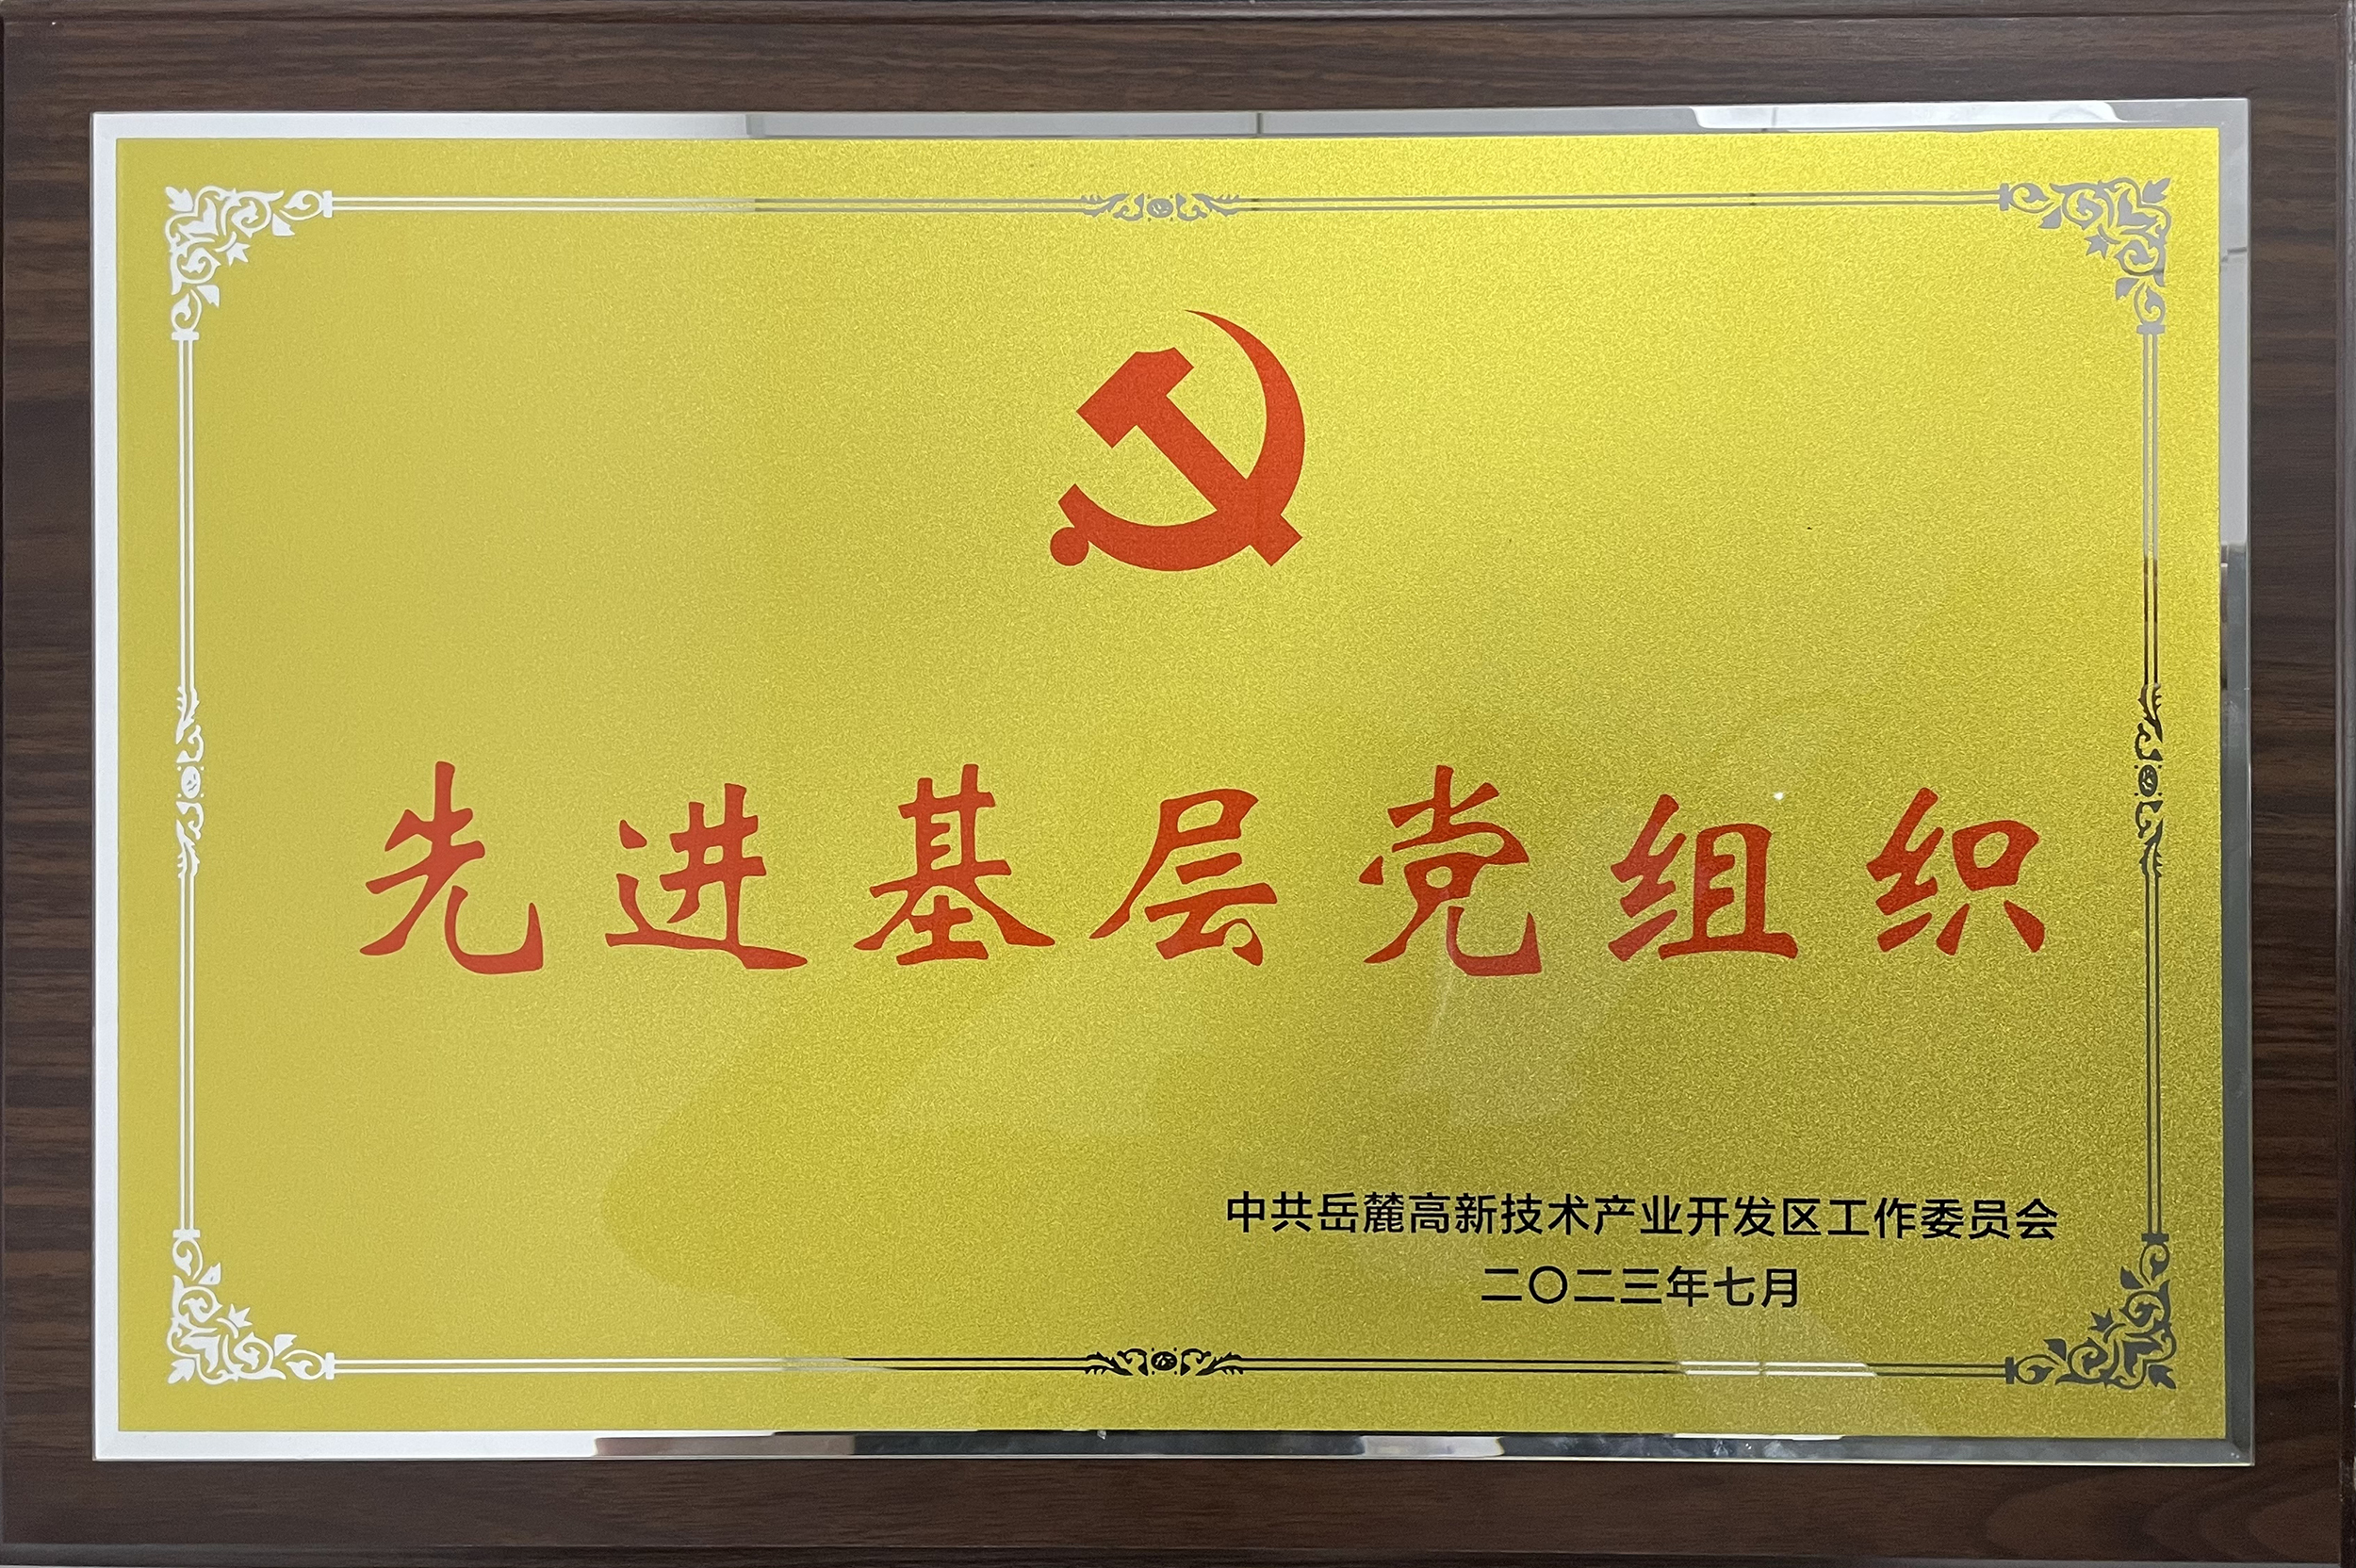 先进基层党组织
中共岳麓高新技术产业开发区工作委员会
二〇二三年七月